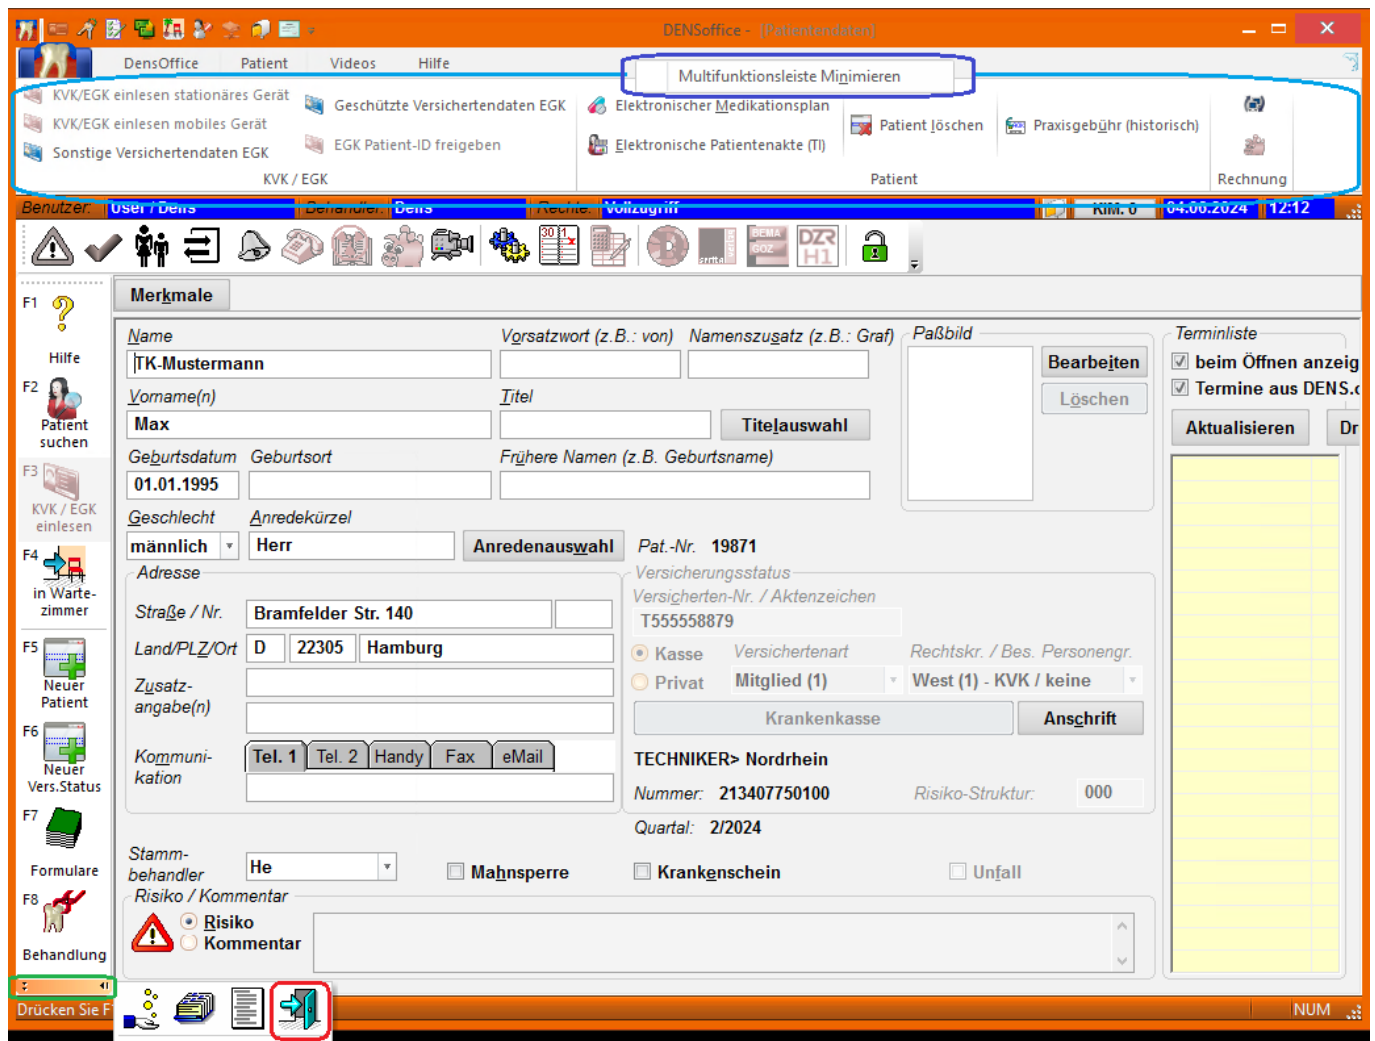 DENSoffice - [Patientendaten]
DensOffice Patient Videos Hilfe
Multifunktionsleiste Minimieren
KVK/EGK einlesen stationäres Gerät
KVK/EGK einlesen mobiles Gerät
Sonstige Versichertendaten EGK
Geschützte Versichertendaten EGK
EGK Patient-ID freigeben
KVK / EGK
Elektronischer Medikationsplan
Elektronische Patientenakte (TI)
Patient löschen
Praxisgebühr (historisch)
Patient
Rechnung
Benutzer: User / Dens Behandler: Dens Rechte: Vollzugriff KIM: 0 04.06.2024 12:12
30 1
BEMA
GOZ
DZR
H1
F1
Hilfe
F2
Patient
suchen
F3
KVK / EGK
einlesen
F4
in Warte-
zimmer
F5
Neuer
Patient
F6
Neuer
Vers.Status
F7
Formulare
F8
Behandlung
Merkmale
Name Vorsatzwort (z.B.: von) Namenszusatz (z.B.: Graf)
TK-Mustermann
Vorname(n) Titel
Max Titelauswahl
Geburtsdatum Geburtsort Frühere Namen (z.B. Geburtsname)
01.01.1995
Geschlecht Anredekürzel
männlich Herr Anredenauswahl Pat.-Nr. 19871
Paßbild
Bearbeiten
Löschen
Terminliste
beim Öffnen anzeig
Termine aus DENS.c
Aktualisieren Dr
Adresse
Straße / Nr. Bramfelder Str. 140
Land/PLZ/Ort D 22305 Hamburg
Zusatz-
angabe(n)
Kommuni-
kation
Tel. 1 Tel. 2 Handy Fax eMail
Versicherungsstatus
Versicherten-Nr. / Aktenzeichen
T555558879
Kasse Versichertenart Rechtskr. / Bes. Personengr.
Privat Mitglied (1) West (1) - KVK / keine
Krankenkasse Anschrift
TECHNIKER> Nordrhein
Nummer: 213407750100 Risiko-Struktur: 000
Quartal: 2/2024
Stamm-
behandler He Mahnsperre Krankenschein Unfall
Risiko / Kommentar
Risiko
Kommentar
Drücken Sie F
NUM